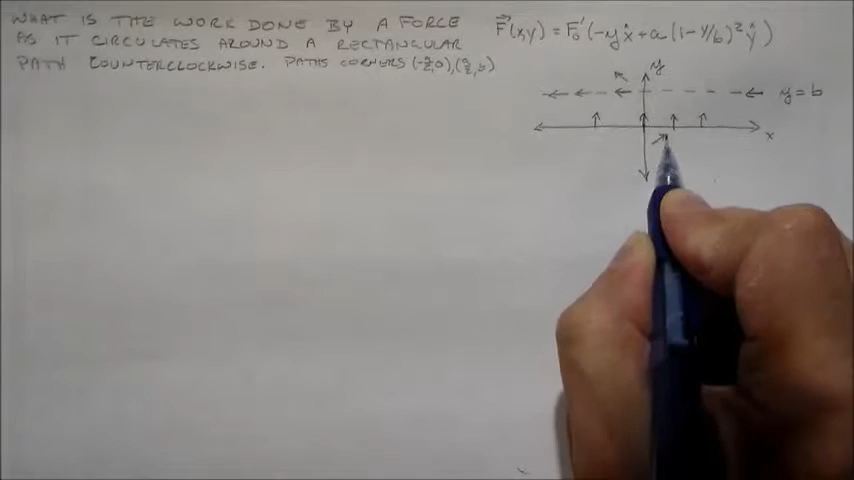 WHAT IS THE WORK DONE BY A FORCE
AS IT CIRCULATES AROUND A RECTANGULAR
PATH COUNTERCLOCKWISE. PATHS CORNERS (-a/2,0),(a/2,b)
F⃗(x,y) = F₀'(-y x̂ + a(1-y/b)² ŷ)
y
y = b
x